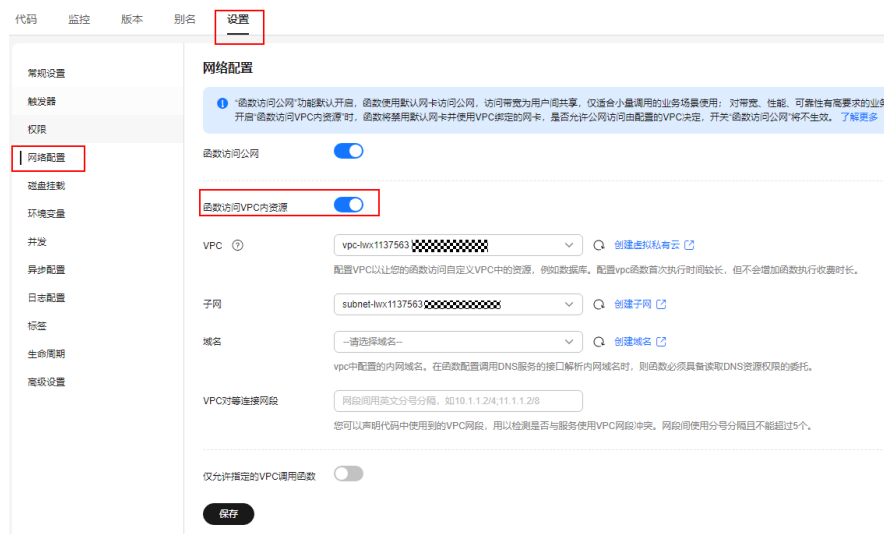 代码 监控 版本 别名 设置
常规设置
触发器
权限
网络配置
磁盘挂载
环境变量
并发
异步配置
日志配置
标签
生命周期
高级设置
网络配置
“函数访问公网”功能默认开启，函数使用默认网卡访问公网，访问带宽为用户间共享，仅适合小量调用的业务场景使用； 对带宽、性能、可靠性有高要求的业务
开启“函数访问VPC内资源”时，函数将禁用默认网卡并使用VPC绑定的网卡，是否允许公网访问由配置的VPC决定，开关“函数访问公网”将不生效。 了解更多
函数访问公网
函数访问VPC内资源
VPC ? vpc-lwx1137563 创建虚拟私有云
配置VPC以让您的函数访问自定义VPC中的资源，例如数据库。配置vpc函数首次执行时间较长，但不会增加函数执行收费时长。
子网 subnet-lwx1137563 创建子网
域名 --请选择域名-- 创建域名
vpc中配置的内网域名。在函数配置调用DNS服务的接口解析内网域名时，则函数必须具备读取DNS资源权限的委托。
VPC对等连接网段 网段间用英文分号分隔，如10.1.1.2/4;11.1.1.2/8
您可以声明代码中使用到的VPC网段，用以检测是否与服务使用VPC网段冲突。网段间使用分号分隔且不能超过5个。
仅允许指定的VPC调用函数
保存